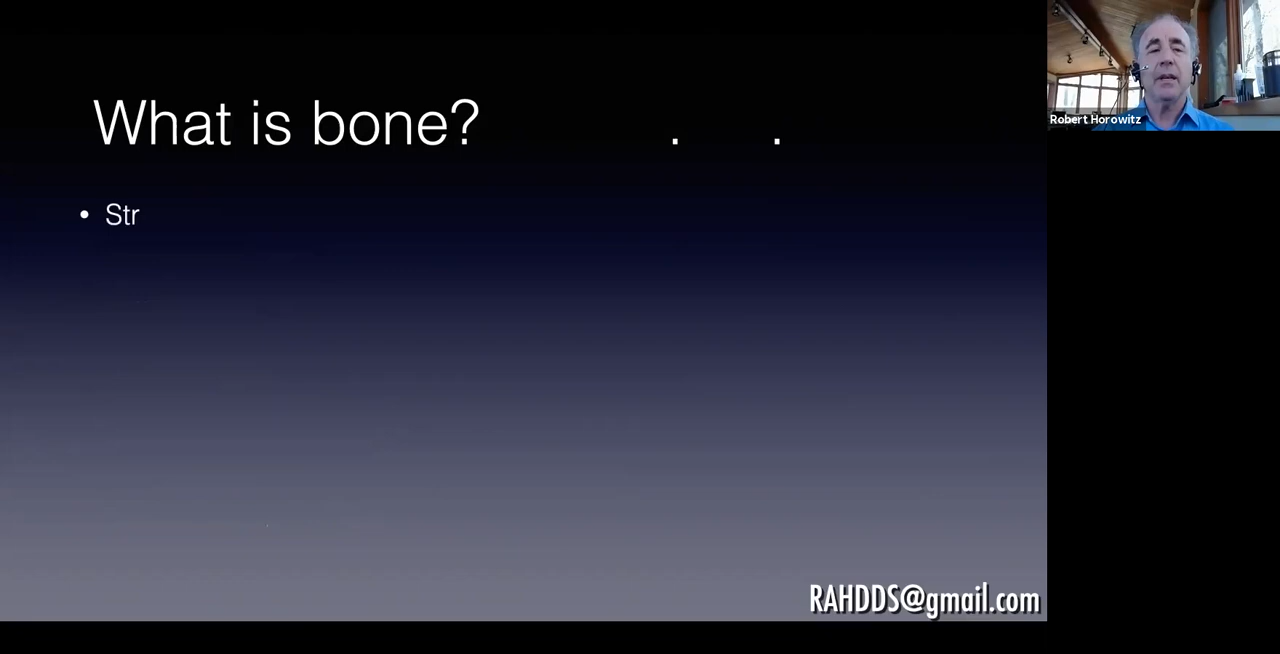 What is bone? . .
• Str
RAHDDS@gmail.com
Robert Horowitz